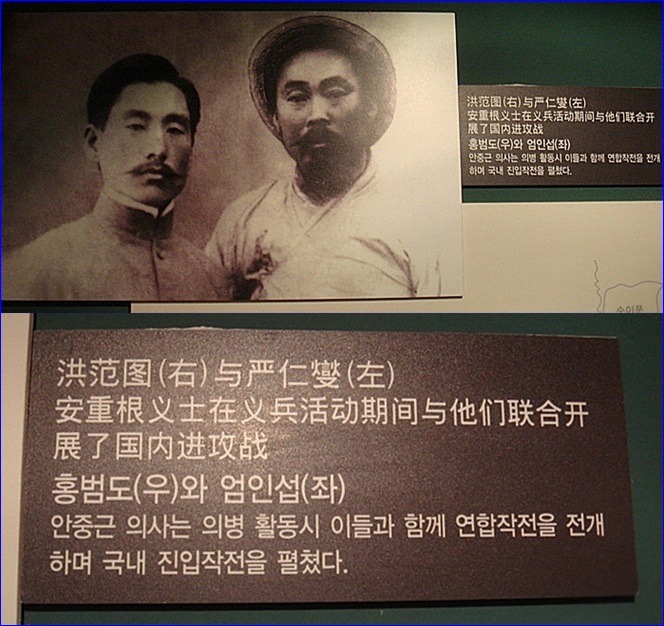 洪范图(右)与严仁燮(左)
安重根义士在义兵活动期间与他们联合开
展了国内进攻战
홍범도(우)와 엄인섭(좌)
안중근 의사는 의병 활동시 이들과 함께 연합작전을 전개
하며 국내 진입작전을 펼쳤다.
수이푼
洪范图(右)与严仁燮(左)
安重根义士在义兵活动期间与他们联合开
展了国内进攻战
홍범도(우)와 엄인섭(좌)
안중근 의사는 의병 활동시 이들과 함께 연합작전을 전개
하며 국내 진입작전을 펼쳤다.